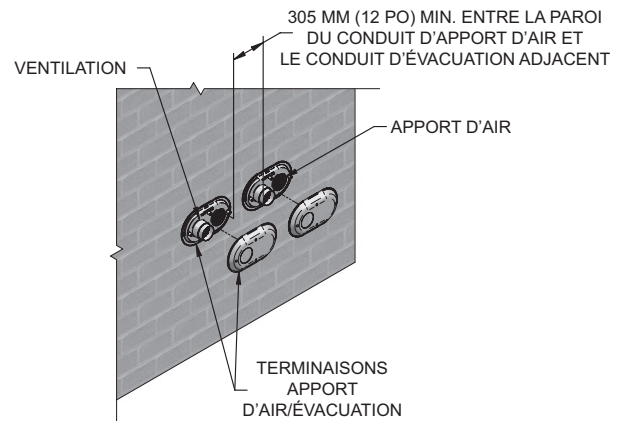 305 MM (12 PO) MIN. ENTRE LA PAROI
DU CONDUIT D’APPORT D’AIR ET
LE CONDUIT D’ÉVACUATION ADJACENT
VENTILATION
APPORT D’AIR
TERMINAISONS
APPORT
D’AIR/ÉVACUATION